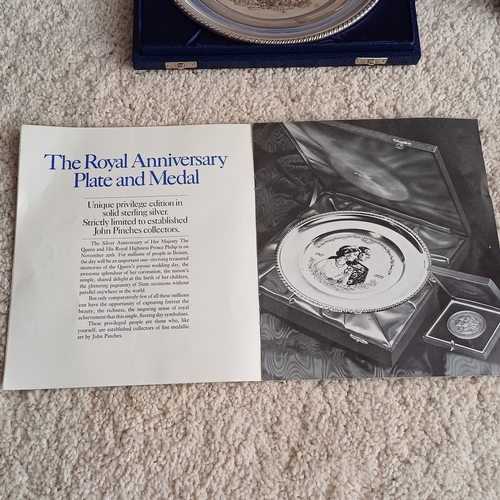 The Royal Anniversary
Plate and Medal
Unique privilege edition in
solid sterling silver.
Strictly limited to established
John Pinches collectors.
The Silver Anniversary of Her Majesty The
Queen and His Royal Highness Prince Philip is on
November 20th. For millions of people in Britain,
the day will be an important one—reviving treasured
memories of the Queen's joyous wedding day, the
awesome splendour of her coronation, the nation's
simple, shared delight at the birth of her children,
the glittering pageantry of State occasions without
parallel anywhere in the world.
But only comparatively few of all these millions
can have the opportunity of capturing forever the
beauty, the richness, the inspiring sense of royal
achievement that this single, fleeting day symbolises.
These privileged people are those who, like
yourself, are established collectors of fine medallic
art by John Pinches.